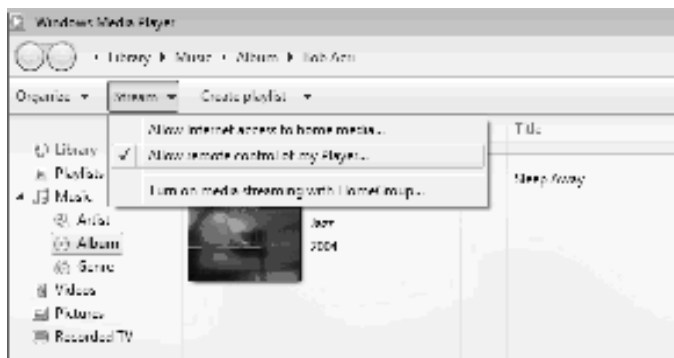 Windows Media Player
Library Music Album Bob Acri
Organize Stream Create playlist
Allow Internet access to home media...
Title
Library
Allow remote control of my Player...
Playlists
Sleep Away
Turn on media streaming with HomeGroup...
Music
Artist
Jazz
Album
2004
Genre
Videos
Pictures
Recorded TV